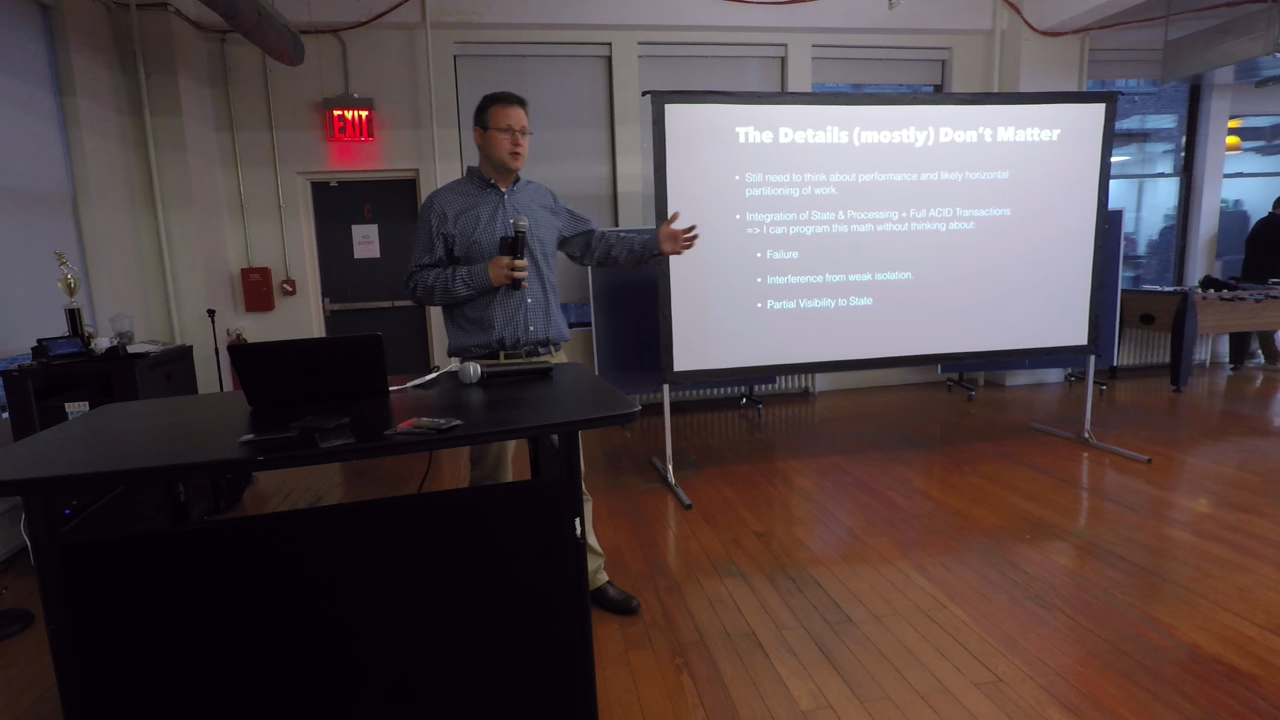 EXIT
The Details (mostly) Don't Matter
• Still need to think about performance and likely horizontal
partitioning of work.
• Integration of State & Processing + Full ACID Transactions
=> I can program this math without thinking about:
• Failure
• Interference from weak isolation.
• Partial Visibility to State